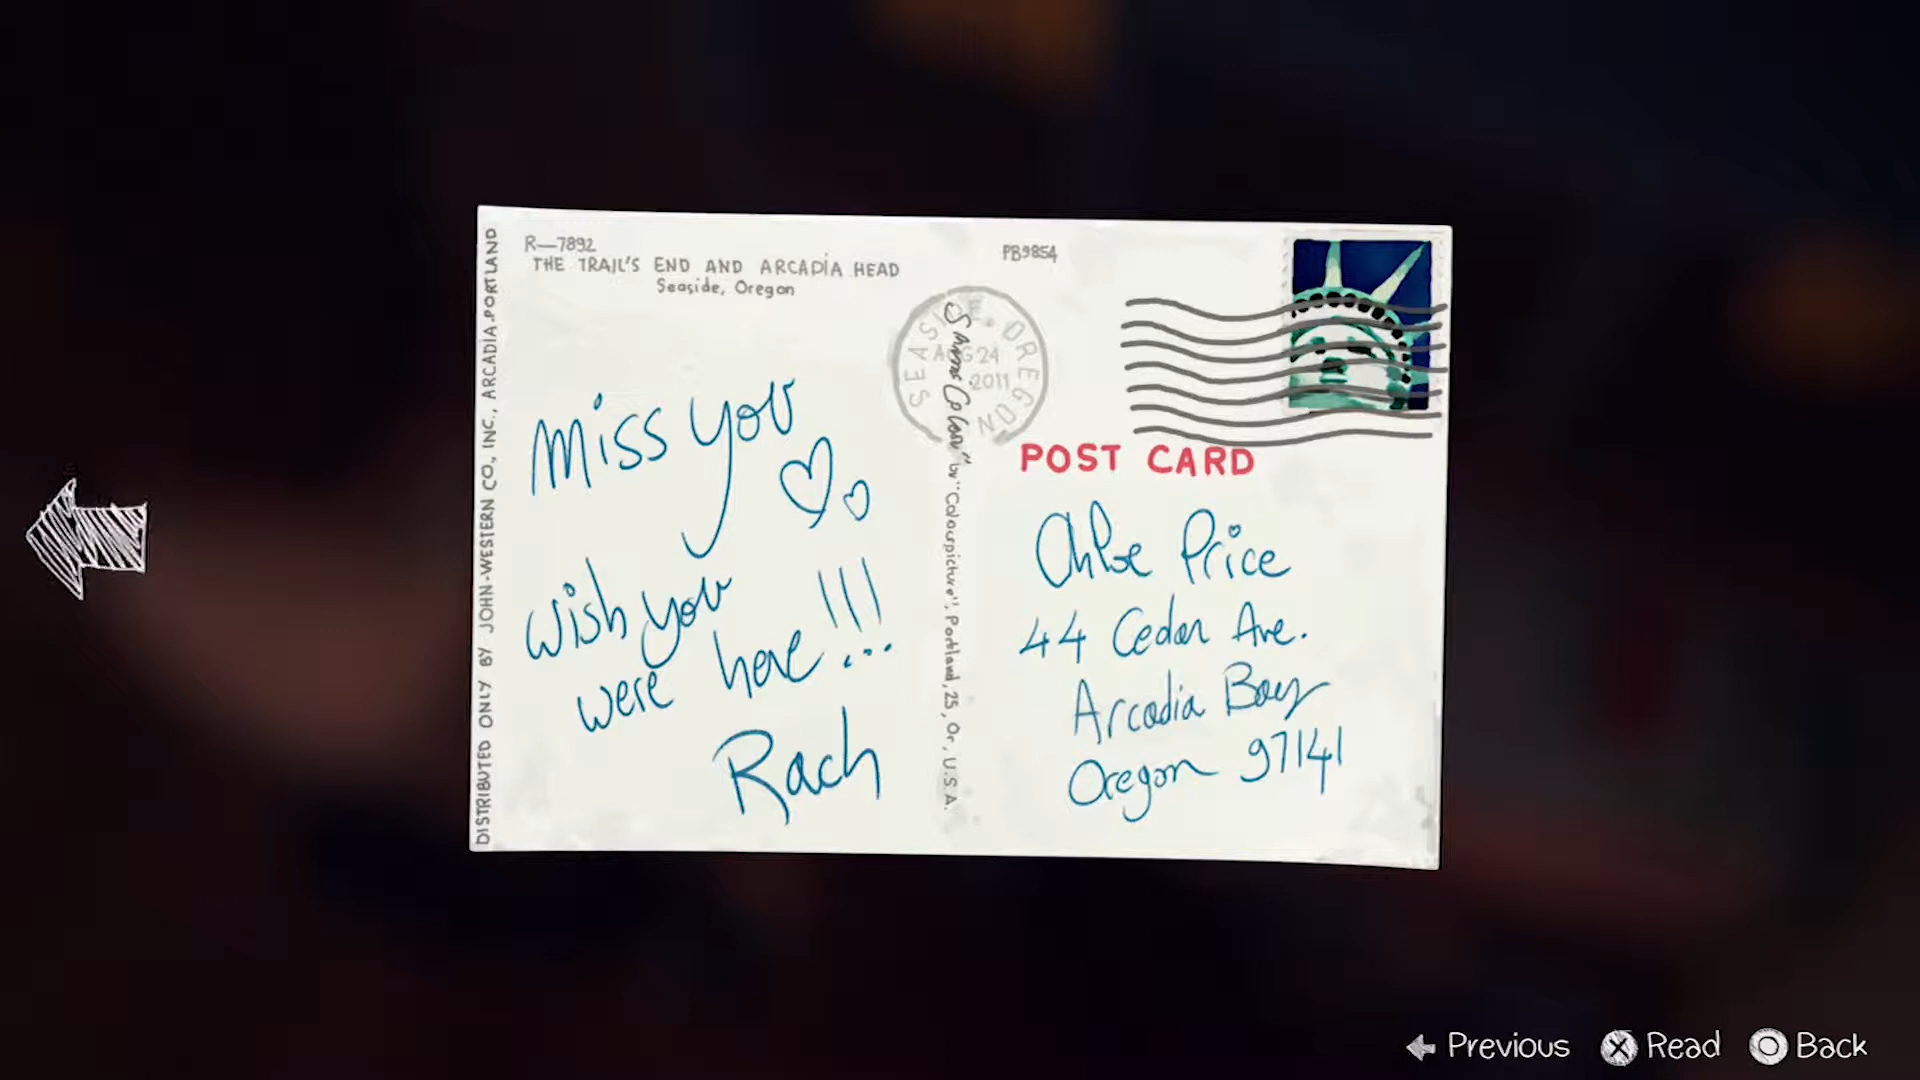 R—7892
THE TRAIL'S END AND ARCADIA HEAD
Seaside, Oregon
DISTRIBUTED ONLY BY JOHN-WESTERN CO., INC., ARCADIA.PORTLAND
Miss you
Wish you
were here!!!
Rach
by "Colourpicture", Portland, 25, Or, U.S.A.
PB9854
SEASIDE. OREGON
AUG 24
2011
POST CARD
Chloe Price
44 Cedar Ave.
Arcadia Bay
Oregon 97141
Previous
Read
Back